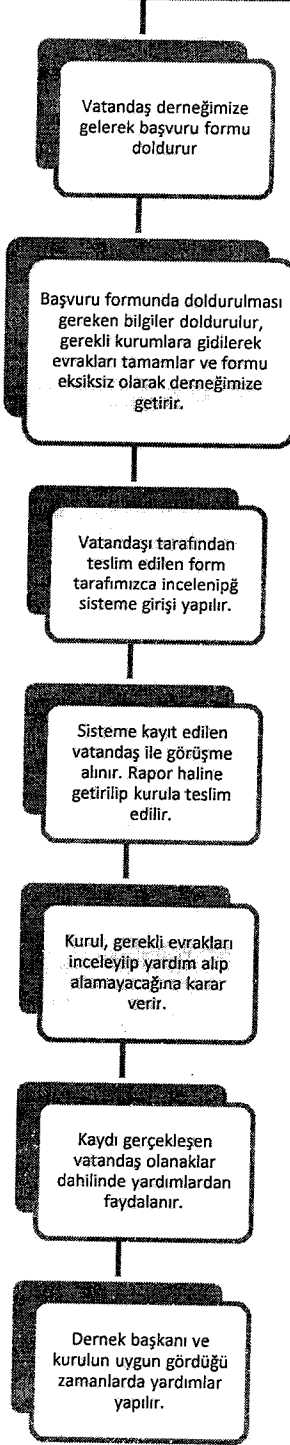 Vatandaş derneğimize
gelerek başvuru formu
doldurur
Başvuru formunda doldurulması
gereken bilgiler doldurulur,
gerekli kurumlara gidilerek
evrakları tamamlar ve formu
eksiksiz olarak derneğimize
getirir.
Vatandaşı tarafından
teslim edilen form
tarafımızca incelenipğ
sisteme girişi yapılır.
Sisteme kayıt edilen
vatandaş ile görüşme
alınır. Rapor haline
getirilip kurula teslim
edilir.
Kurul, gerekli evrakları
inceleyiip yardım alıp
alamayacağına karar
verir.
Kaydı gerçekleşen
vatandaş olanaklar
dahilinde yardımlardan
faydalanır.
Dernek başkanı ve
kurulun uygun gördüğü
zamanlarda yardımlar
yapılır.